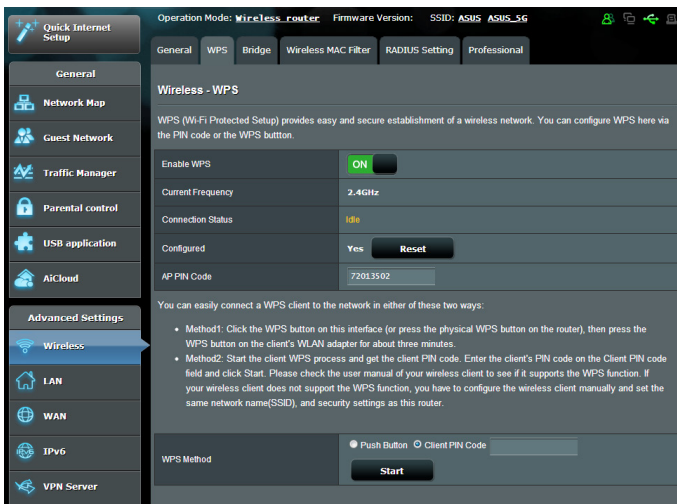 Quick Internet
Setup
General
Network Map
Guest Network
Traffic Manager
Parental control
USB application
AiCloud
Advanced Settings
Wireless
LAN
WAN
IPv6
VPN Server
Operation Mode: Wireless router Firmware Version: SSID: ASUS ASUS_5G
General WPS Bridge Wireless MAC Filter RADIUS Setting Professional
Wireless - WPS
WPS (Wi-Fi Protected Setup) provides easy and secure establishment of a wireless network. You can configure WPS here via
the PIN code or the WPS buttton.
Enable WPS ON
Current Frequency 2.4GHz
Connection Status Idle
Configured Yes Reset
AP PIN Code 72013502
You can easily connect a WPS client to the network in either of these two ways:
• Method1: Click the WPS button on this interface (or press the physical WPS button on the router), then press the
WPS button on the client's WLAN adapter for about three minutes.
• Method2: Start the client WPS process and get the client PIN code. Enter the client's PIN code on the Client PIN code
field and click Start. Please check the user manual of your wireless client to see if it supports the WPS function. If
your wireless client does not support the WPS function, you have to configure the wireless client manually and set the
same network name(SSID), and security settings as this router.
WPS Method Push Button Client PIN Code
Start